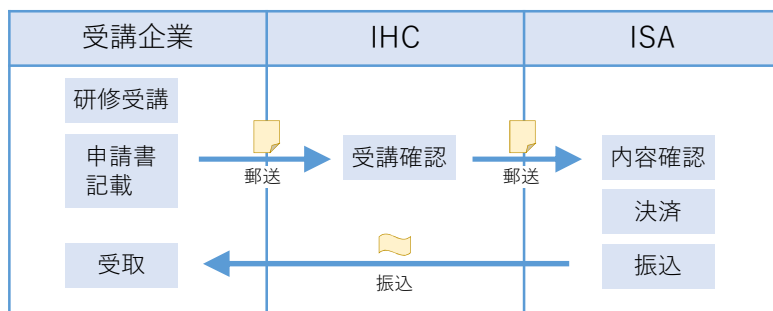 受講企業
IHC
ISA
研修受講
申請書
記載
郵送
受講確認
郵送
内容確認
決済
受取
振込
振込